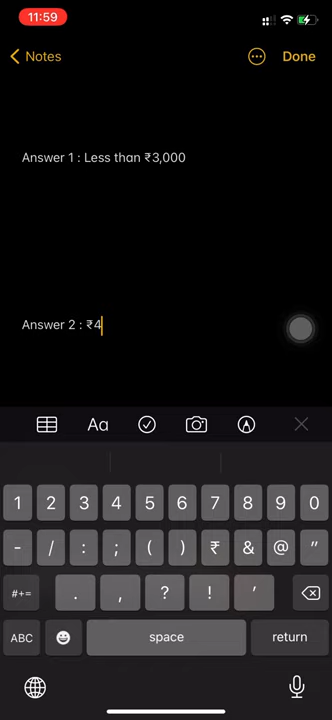 11:59
Notes
Done
Answer 1 : Less than ₹3,000
Answer 2 : ₹4
Aa
1 2 3 4 5 6 7 8 9 0
- / : ; ( ) ₹ & @ "
#+= . , ? ! '
ABC space return